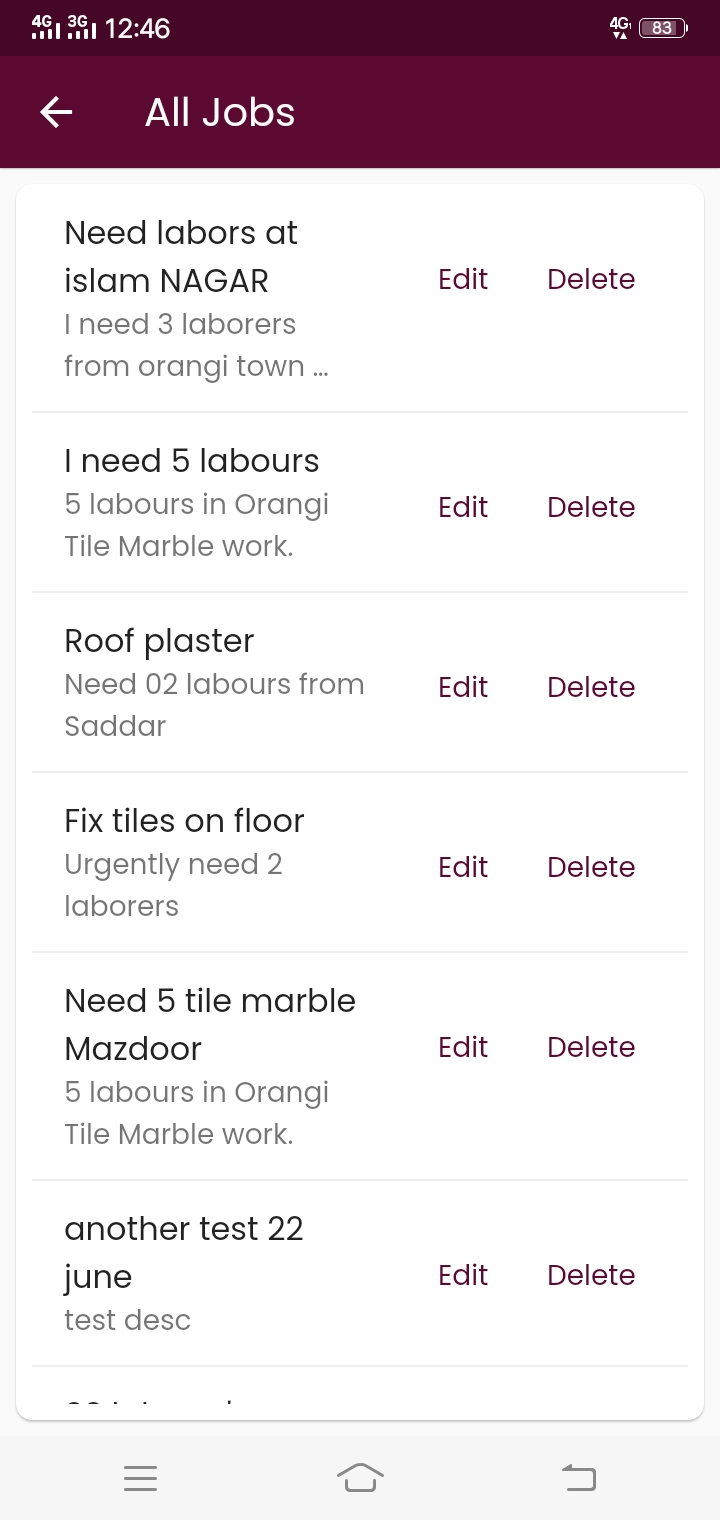 4G 3G 12:46 4G 83
All Jobs
Need labors at
islam NAGAR
I need 3 laborers
from orangi town ...
Edit Delete
I need 5 labours
5 labours in Orangi
Tile Marble work.
Edit Delete
Roof plaster
Need 02 labours from
Saddar
Edit Delete
Fix tiles on floor
Urgently need 2
laborers
Edit Delete
Need 5 tile marble
Mazdoor
5 labours in Orangi
Tile Marble work.
Edit Delete
another test 22
june
test desc
Edit Delete